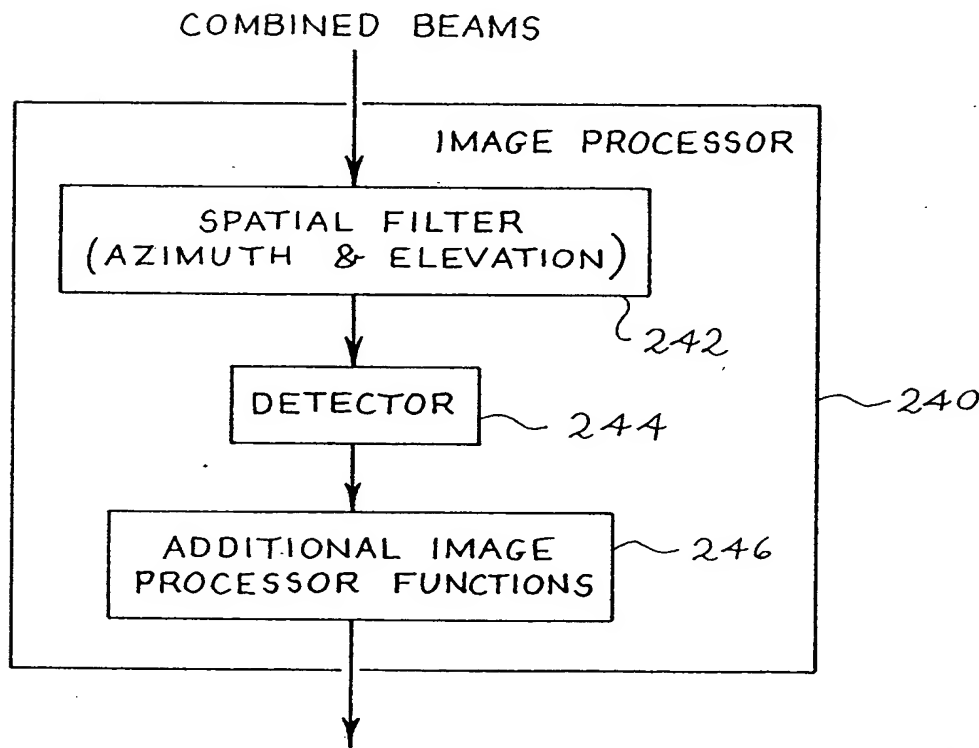 COMBINED BEAMS
IMAGE PROCESSOR
SPATIAL FILTER
(AZIMUTH & ELEVATION)
242
DETECTOR
244
240
ADDITIONAL IMAGE
PROCESSOR FUNCTIONS
246